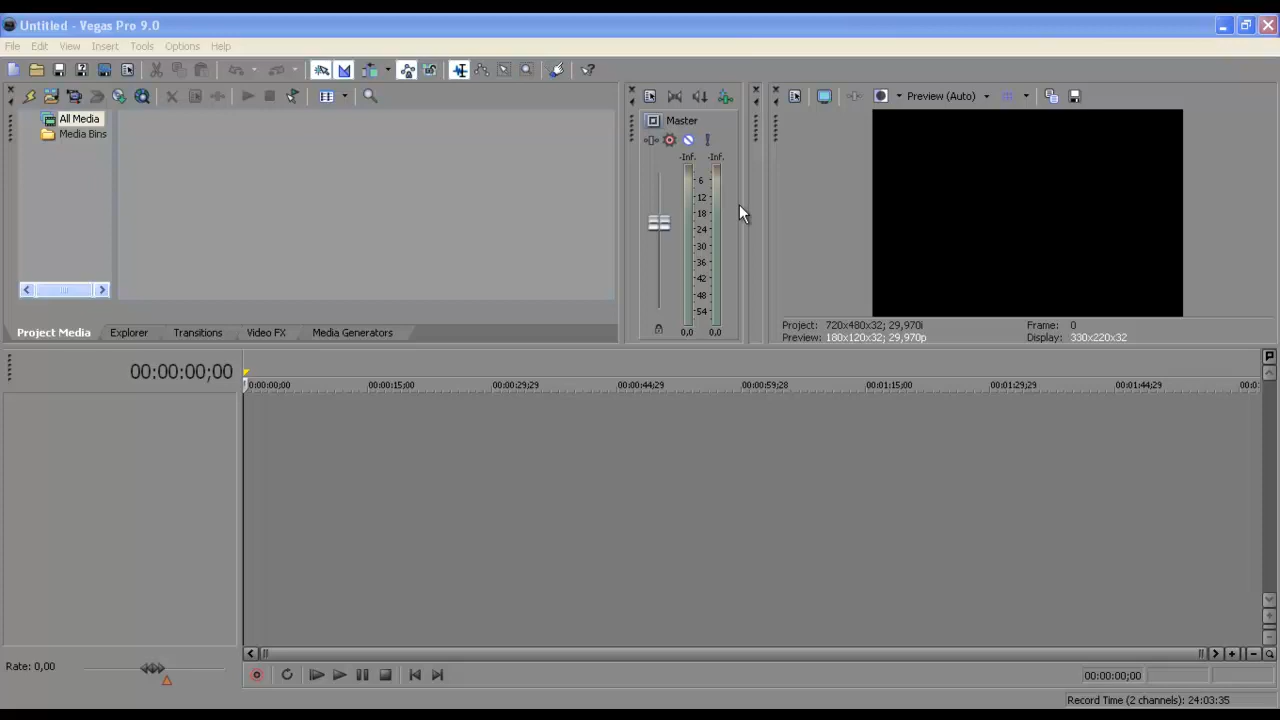 Untitled - Vegas Pro 9.0
File Edit View Insert Tools Options Help
Preview (Auto)
All Media
Media Bins
Master
-Inf. -Inf.
6
12
18
24
30
36
42
48
54
0,0 0,0
Project: 720x480x32; 29,970i Frame: 0
Preview: 180x120x32; 29,970p Display: 330x220x32
Project Media Explorer Transitions Video FX Media Generators
00:00:00;00
0:00:00;00 00:00:15;00 00:00:29;29 00:00:44;29 00:00:59;28 00:01:15;00 00:01:29;29 00:01:44;29 00:0
Rate: 0,00
00:00:00;00
Record Time (2 channels): 24:03:35